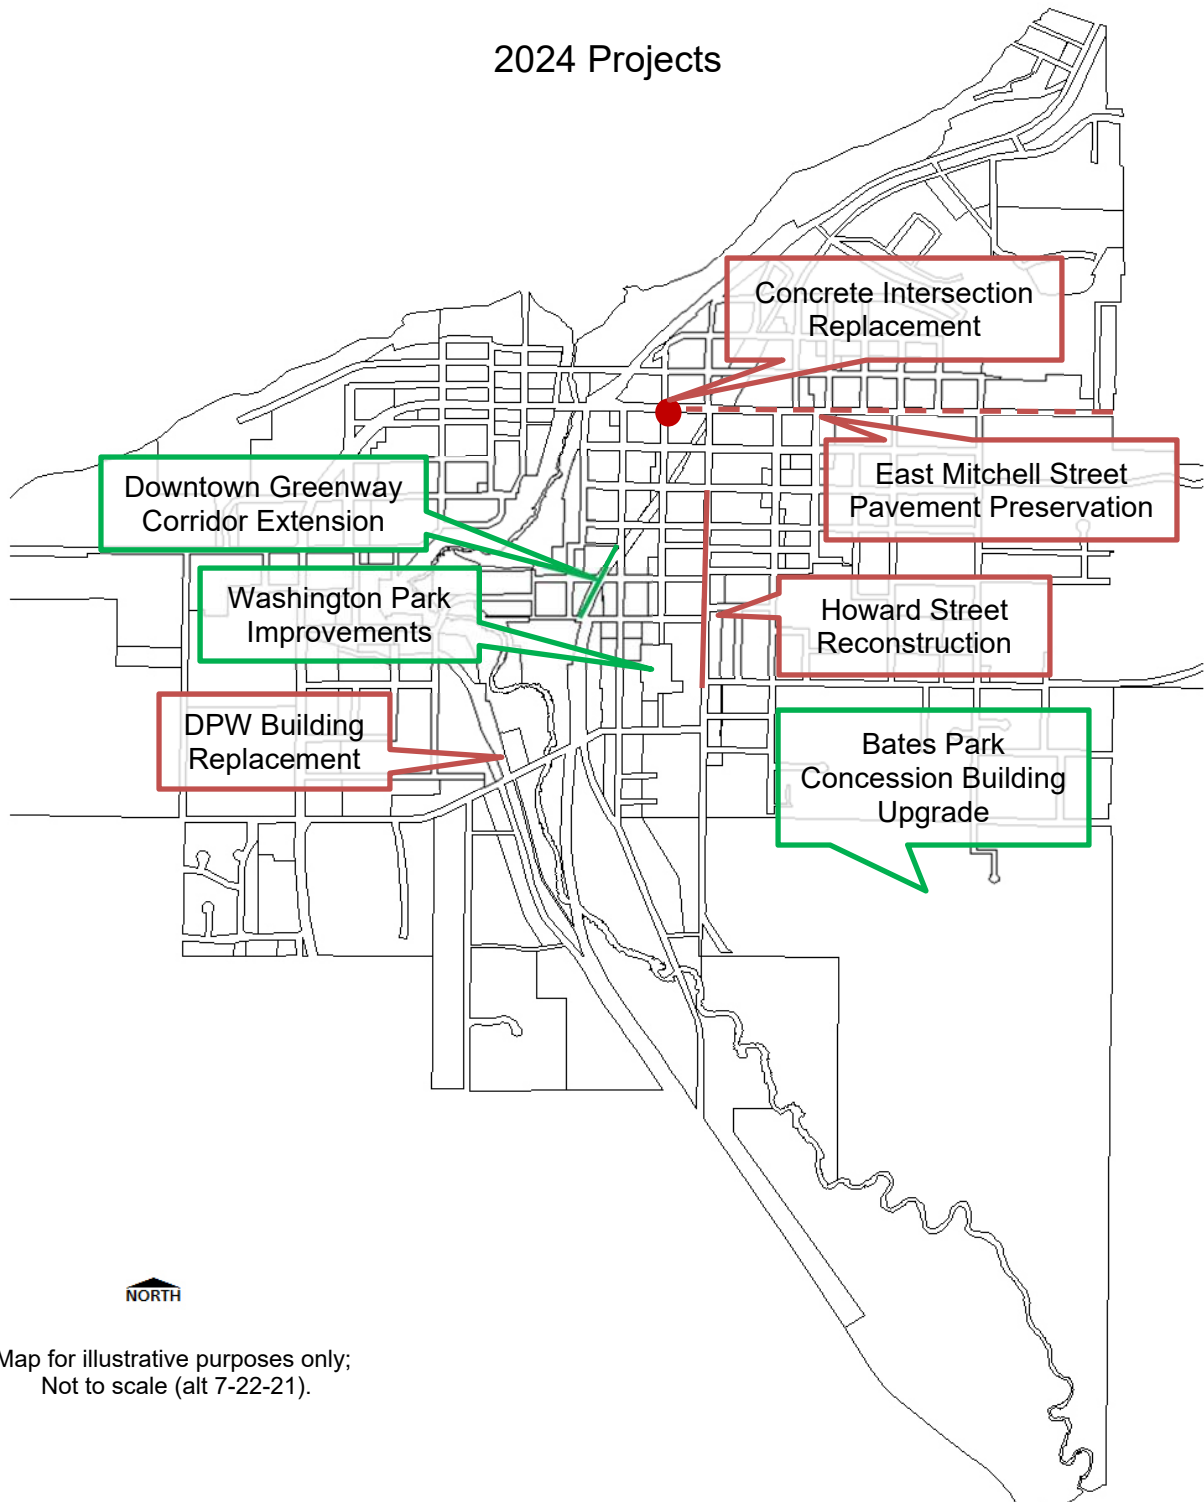 2024 Projects
Concrete Intersection
Replacement
East Mitchell Street
Pavement Preservation
Downtown Greenway
Corridor Extension
Washington Park
Improvements
Howard Street
Reconstruction
DPW Building
Replacement
Bates Park
Concession Building
Upgrade
NORTH
Map for illustrative purposes only;
Not to scale (alt 7-22-21).